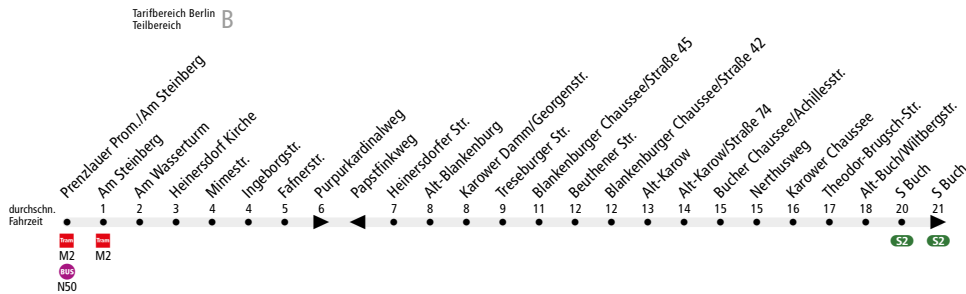 Tarifbereich Berlin
Teilbereich B
Prenzlauer Prom./Am Steinberg
Am Steinberg
Am Wasserturm
Heinersdorf Kirche
Mimestr.
Ingeborgstr.
Fafnerstr.
Purpurkardinalweg
Papstfinkweg
Heinersdorfer Str.
Alt-Blankenburg
Karower Damm/Georgenstr.
Treseburger Str.
Blankenburger Chaussee/Straße 45
Beuthener Str.
Blankenburger Chaussee/Straße 42
Alt-Karow
Alt-Karow/Straße 74
Bucher Chaussee/Achillesstr.
Nerthusweg
Karower Chaussee
Theodor-Brugsch-Str.
Alt-Buch/Wiltbergstr.
S Buch
S Buch
durchschn. 1 2 3 4 4 5 6 7 8 8 9 11 12 12 13 14 15 15 16 17 18 20 21
Fahrzeit
Tram Tram S2 S2
M2 M2
BUS
N50